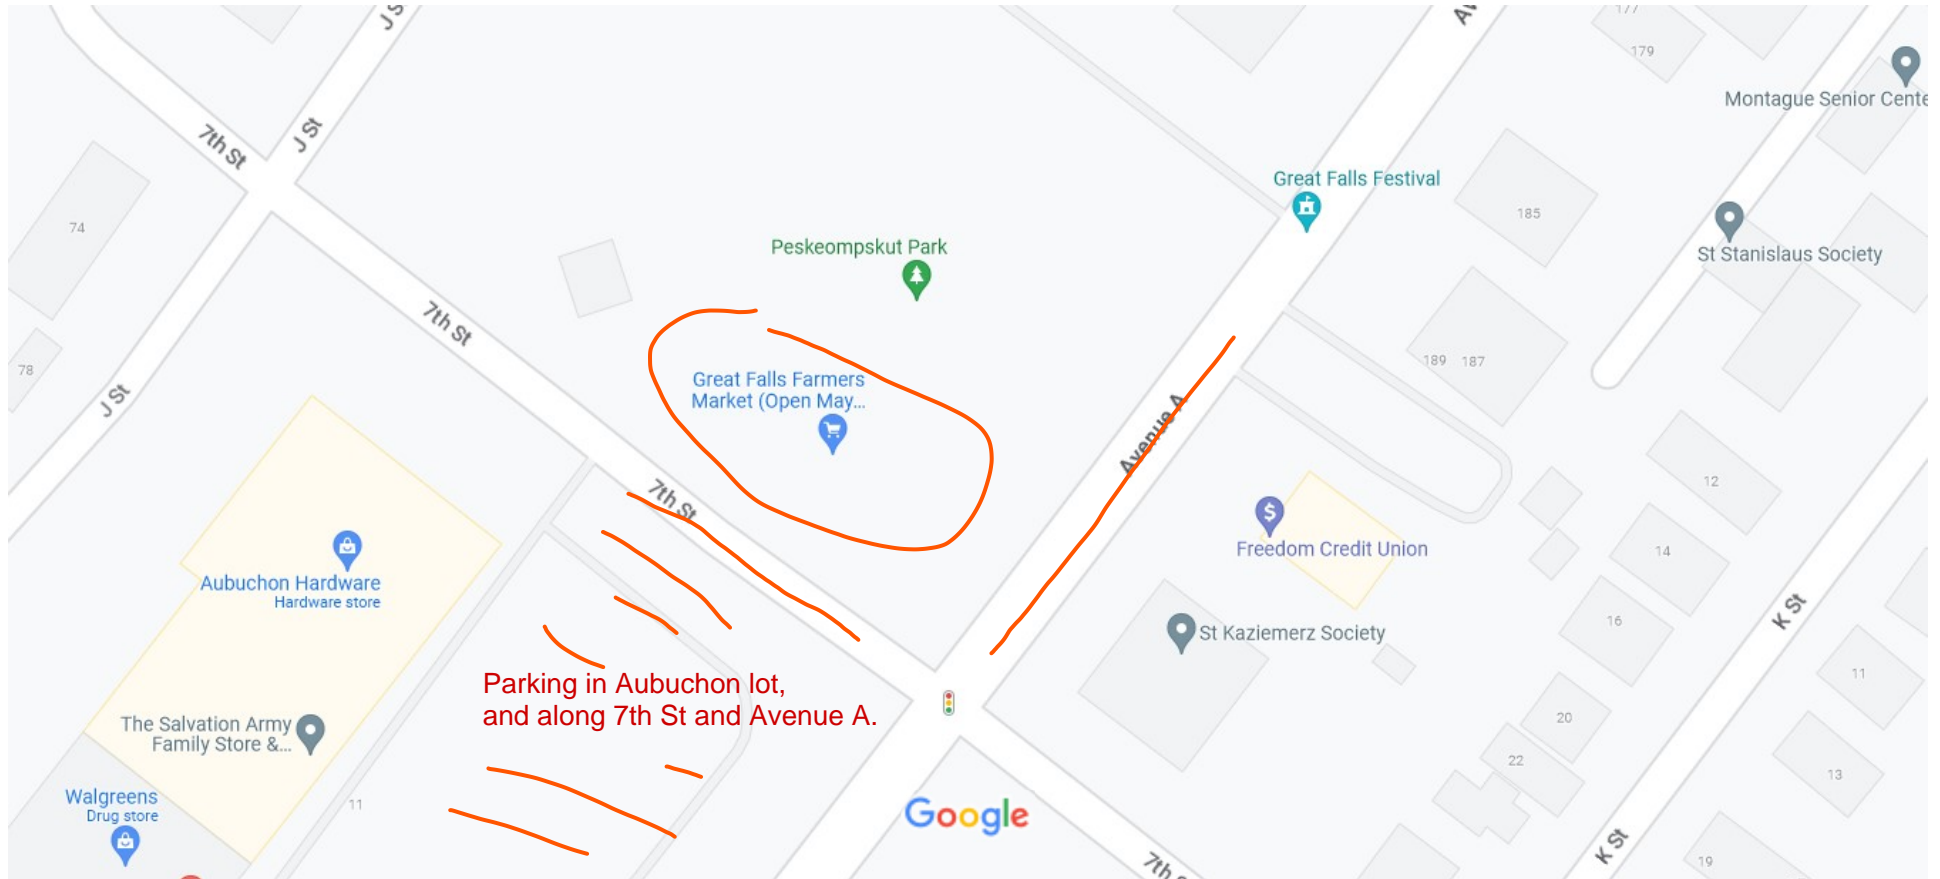 J S
Av
177
179
Montague Senior Cente
7th St
J St
74
Great Falls Festival
185
St Stanislaus Society
Peskeompskut Park
7th St
189 187
78
J St
Great Falls Farmers
Market (Open May...
Avenue A
7th St
12
Freedom Credit Union
14
Aubuchon Hardware
Hardware store
16
K St
St Kaziemerz Society
11
Parking in Aubuchon lot,
and along 7th St and Avenue A.
20
The Salvation Army
Family Store &...
22
13
Walgreens
Drug store
11
Google
K St
19
7th